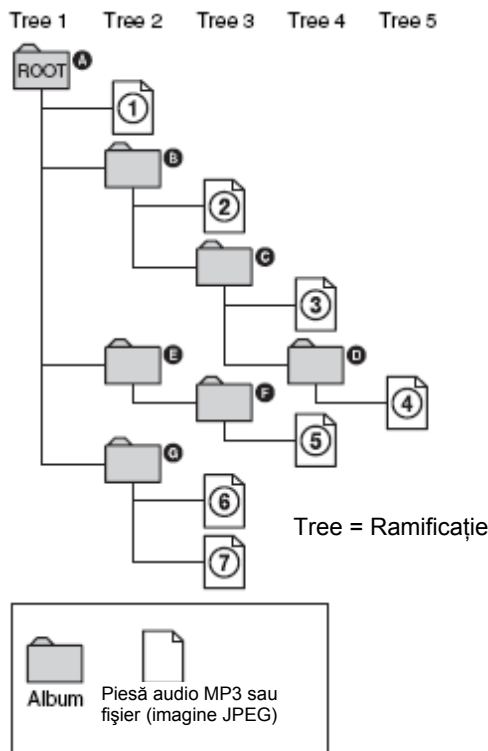 Tree 1 Tree 2 Tree 3 Tree 4 Tree 5
ROOT A
1
B
2
C
3
E
D
F
4
5
G
6
Tree = Ramificație
7
Album
Piesă audio MP3 sau
fişier (imagine JPEG)